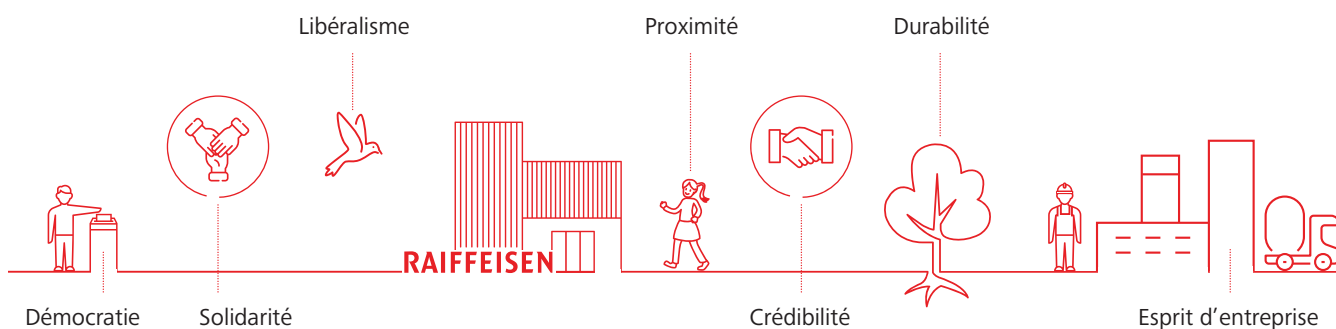 Libéralisme
Proximité
Durabilité
RAIFFEISEN
Démocratie
Solidarité
Crédibilité
Esprit d’entreprise